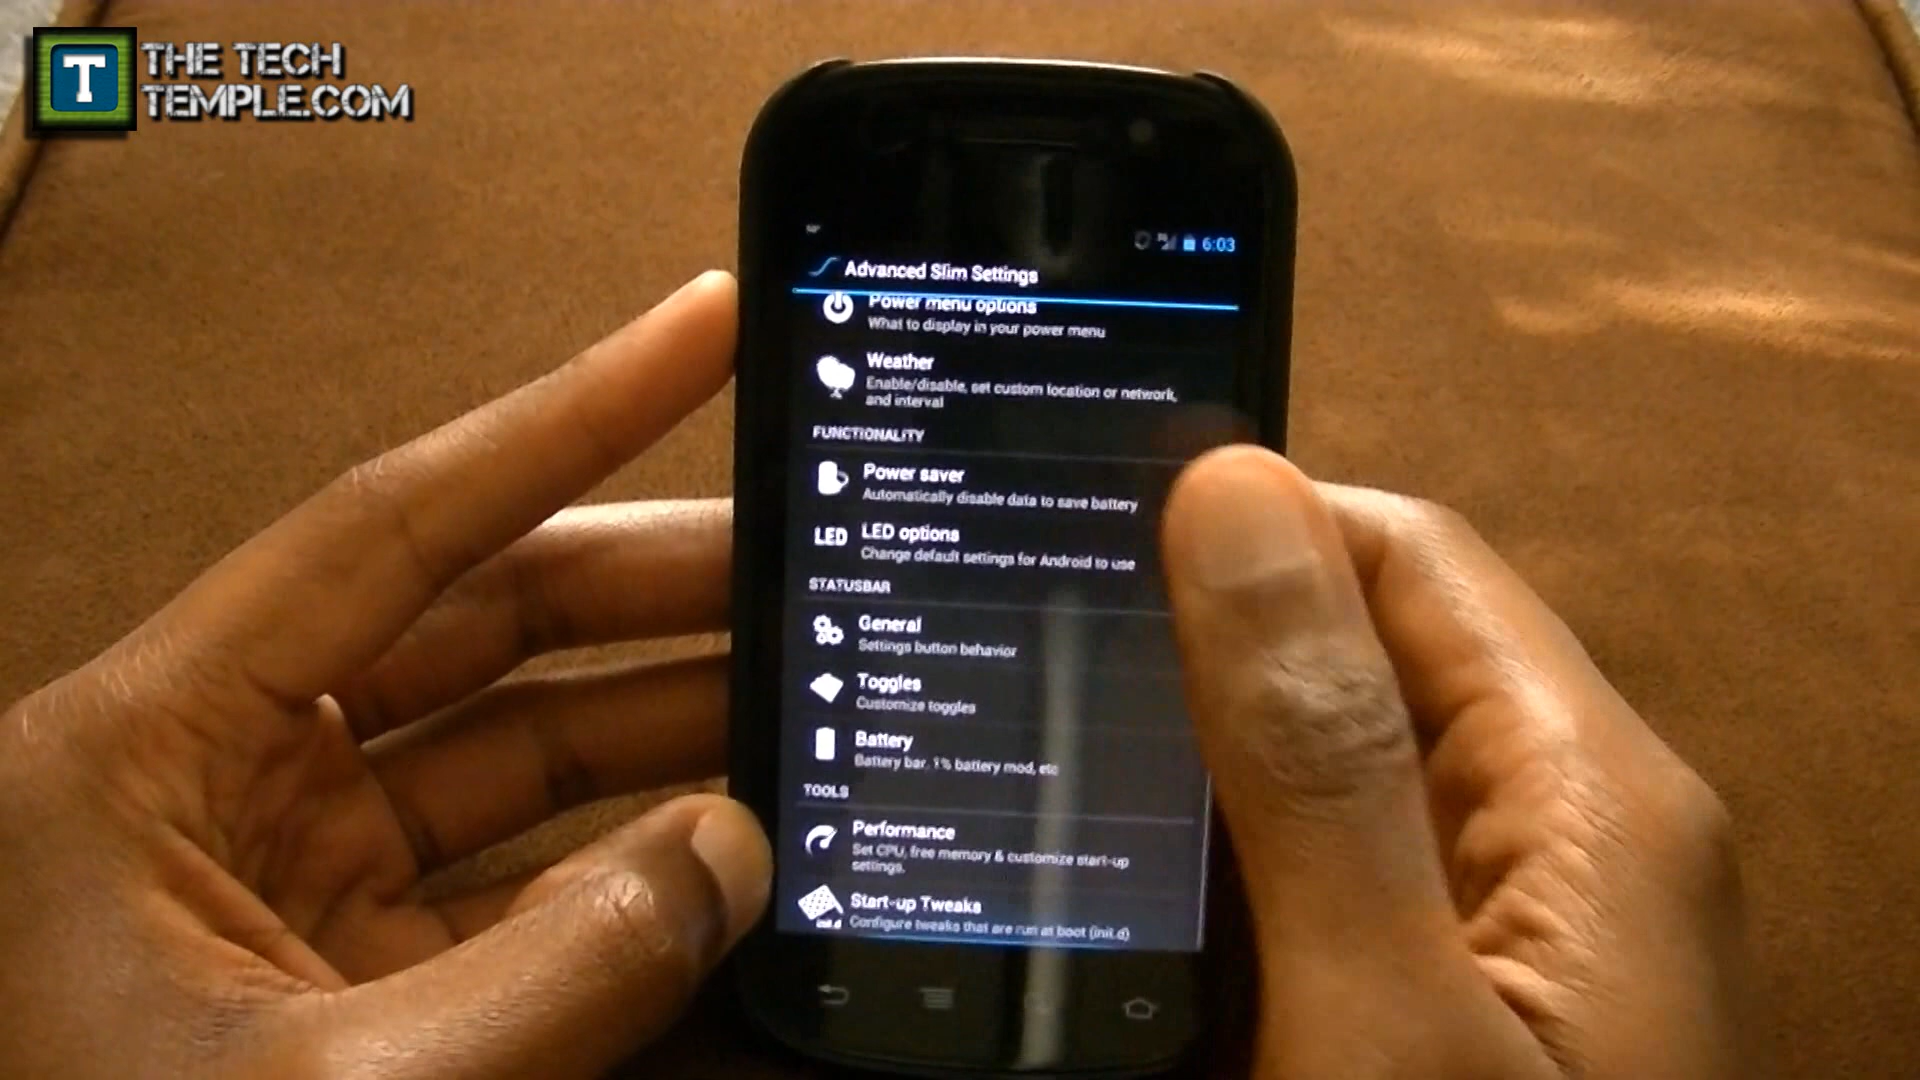 T THE TECH
TEMPLE.COM
6:03
Advanced Slim Settings
Power menu options
What to display in your power menu
Weather
Enable/disable, set custom location or network,
and interval
FUNCTIONALITY
Power saver
Automatically disable data to save battery
LED LED options
Change default settings for Android to use
STATUSBAR
General
Settings button behavior
Toggles
Customize toggles
Battery
Battery bar, 1% battery mod, etc
TOOLS
Performance
Set CPU, free memory & customize start-up
settings.
Start-up Tweaks
init.d Configure tweaks that are run at boot (init.d)